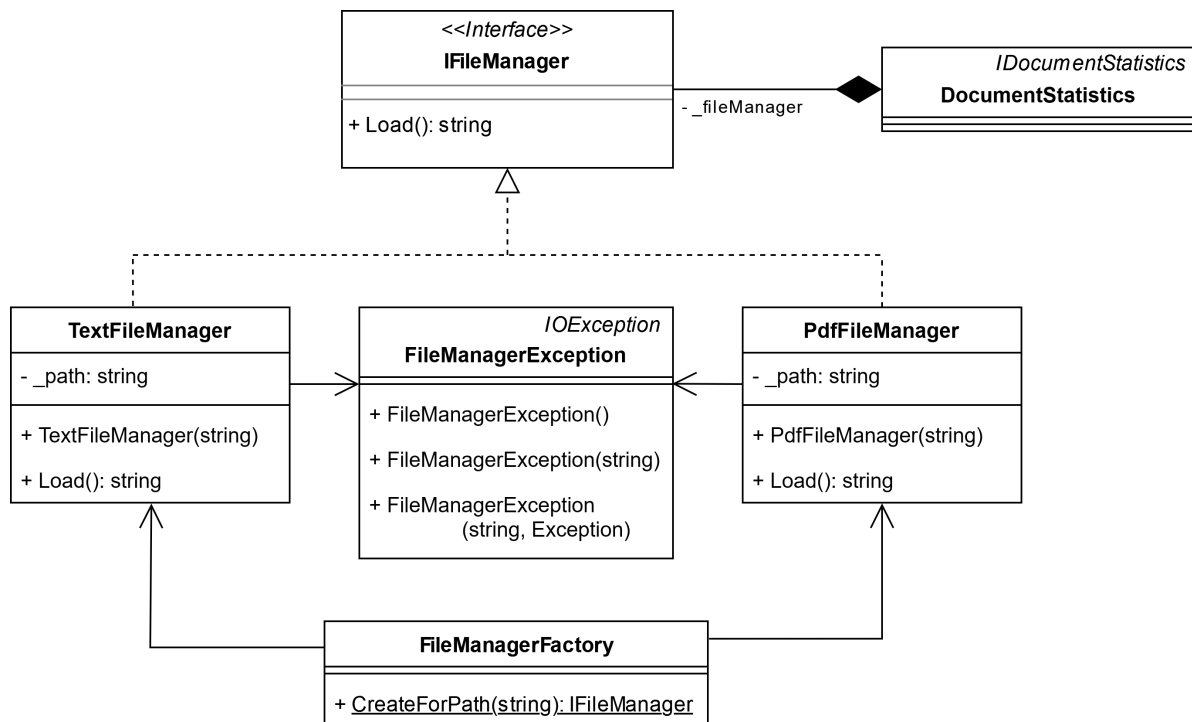 <<Interface>>
IFileManager
+ Load(): string
- _fileManager
IDocumentStatistics
DocumentStatistics
TextFileManager
- _path: string
+ TextFileManager(string)
+ Load(): string
IOException
FileManagerException
+ FileManagerException()
+ FileManagerException(string)
+ FileManagerException
(string, Exception)
PdfFileManager
- _path: string
+ PdfFileManager(string)
+ Load(): string
FileManagerFactory
+ CreateForPath(string): IFileManager